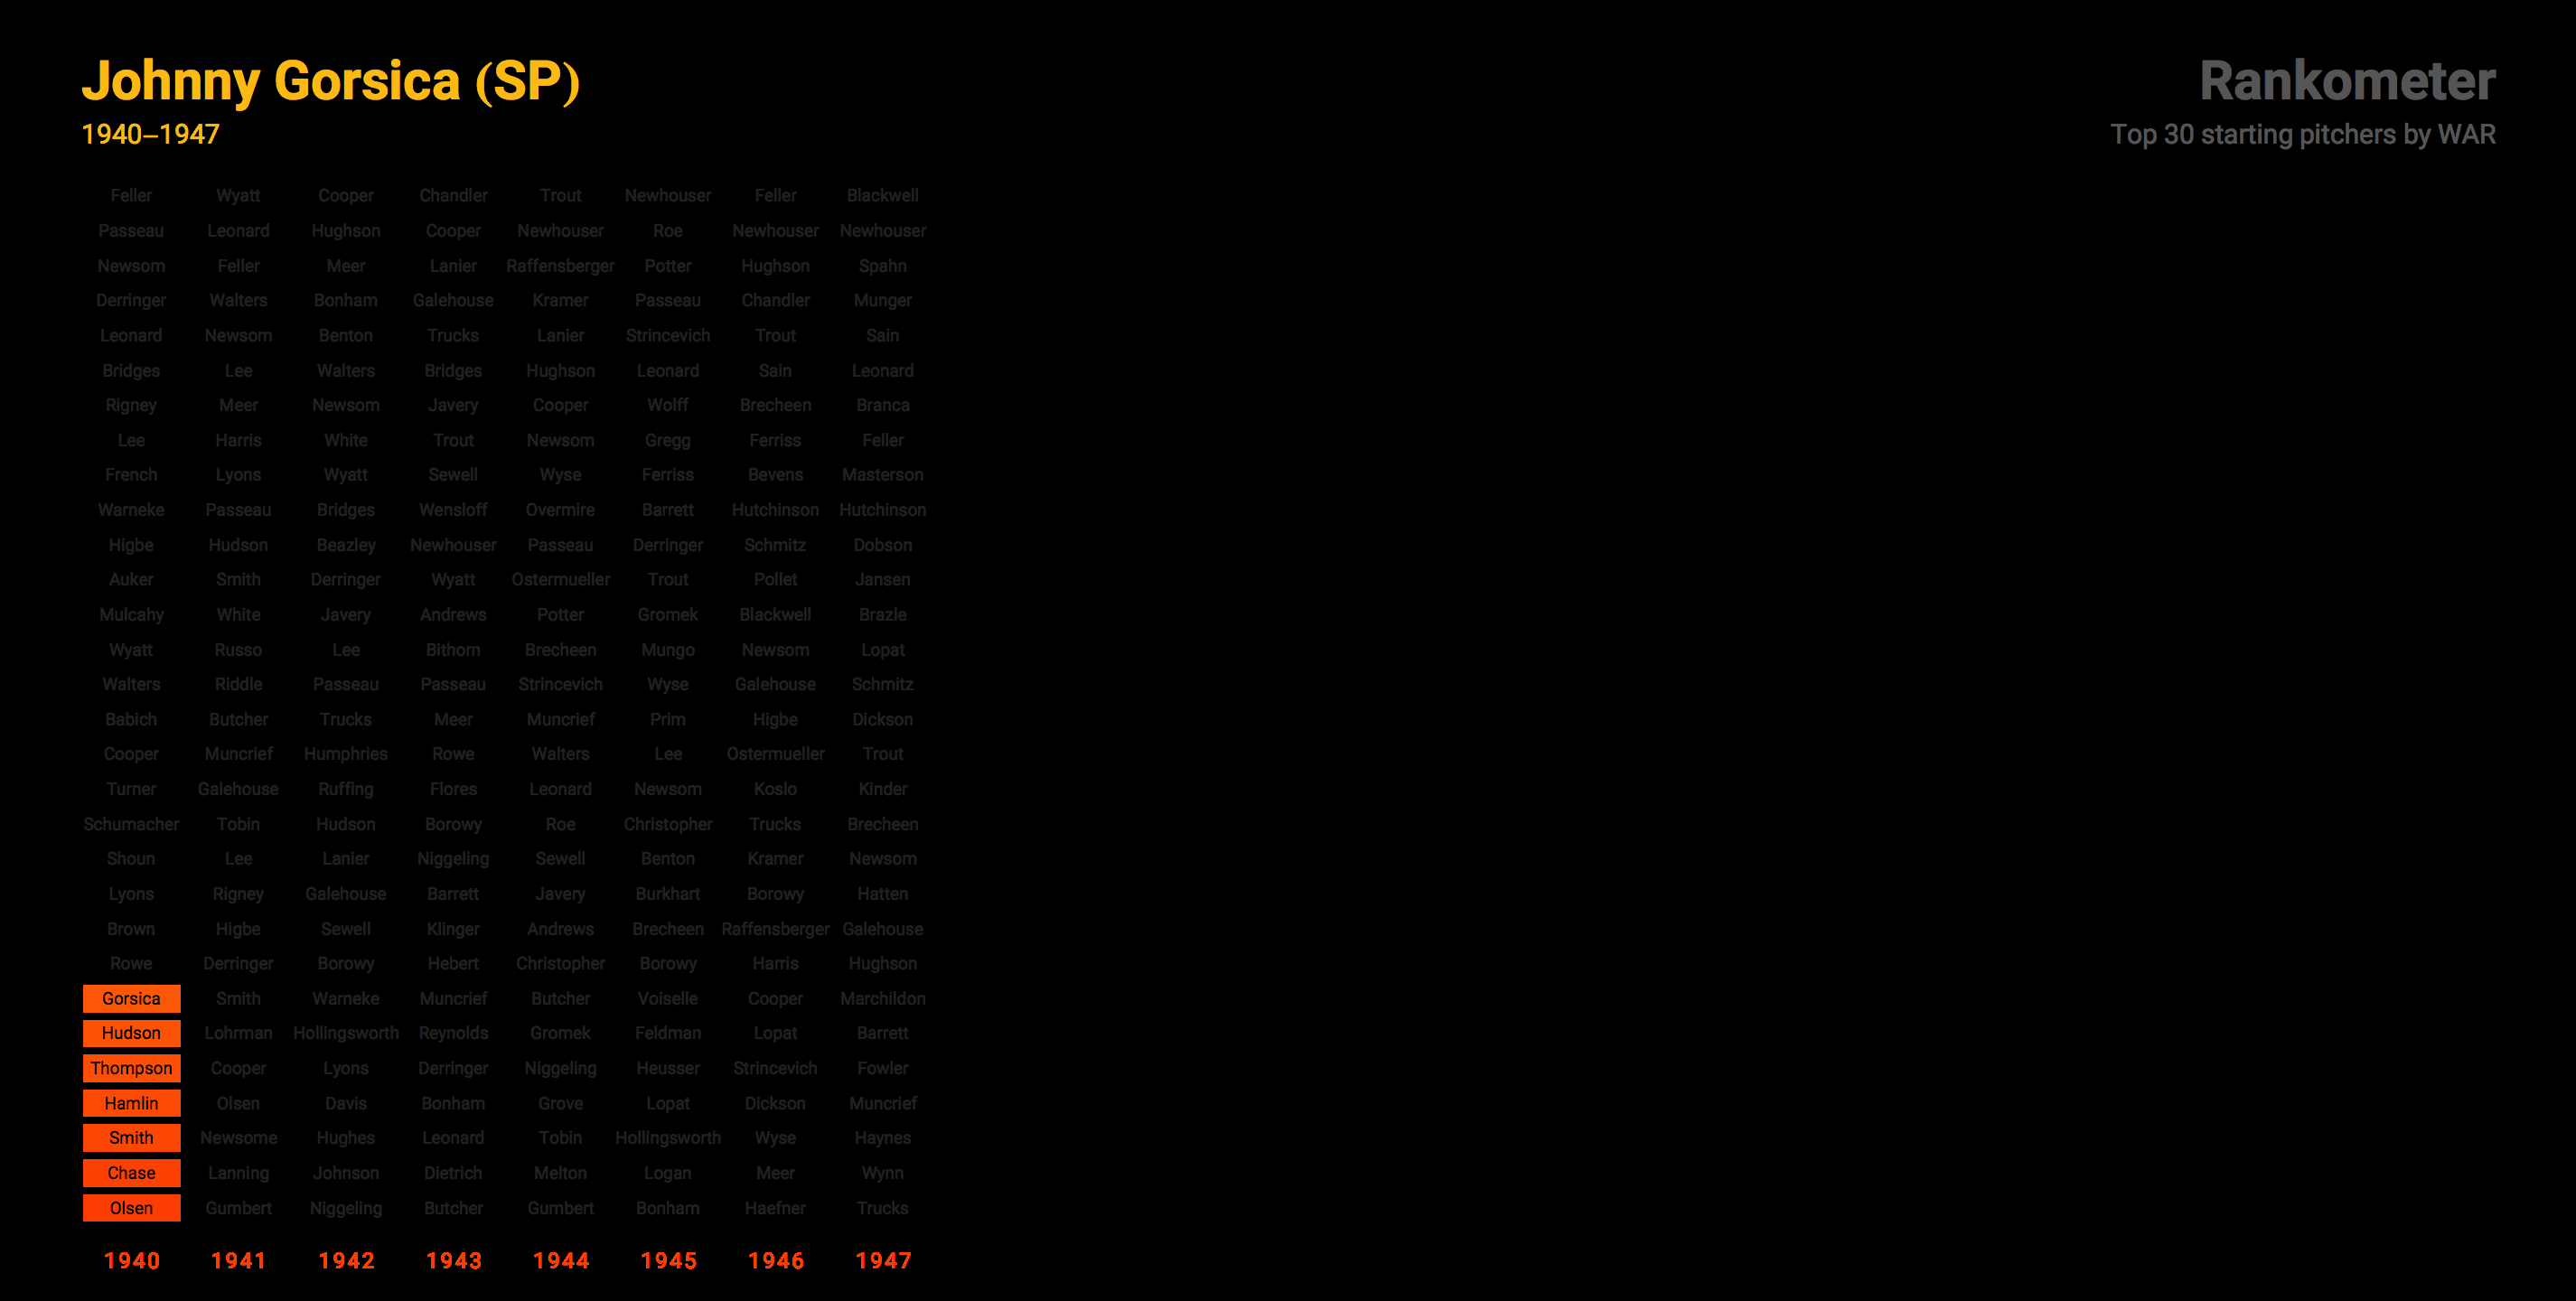 Johnny Gorsica (SP)
1940–1947
Rankometer
Top 30 starting pitchers by WAR
Feller Wyatt Cooper Chandler Trout Newhouser Feller Blackwell
Passeau Leonard Hughson Cooper Newhouser Roe Newhouser Newhouser
Newsom Feller Meer Lanier Raffensberger Potter Hughson Spahn
Derringer Walters Bonham Galehouse Kramer Passeau Chandler Munger
Leonard Newsom Benton Trucks Lanier Strincevich Trout Sain
Bridges Lee Walters Bridges Hughson Leonard Sain Leonard
Rigney Meer Newsom Javery Cooper Wolff Brecheen Branca
Lee Harris White Trout Newsom Gregg Ferriss Feller
French Lyons Wyatt Sewell Wyse Ferriss Bevens Masterson
Warneke Passeau Bridges Wensloff Overmire Barrett Hutchinson Hutchinson
Higbe Hudson Beazley Newhouser Passeau Derringer Schmitz Dobson
Auker Smith Derringer Wyatt Ostermueller Trout Pollet Jansen
Mulcahy White Javery Andrews Potter Gromek Blackwell Brazle
Wyatt Russo Lee Bithorn Brecheen Mungo Newsom Lopat
Walters Riddle Passeau Passeau Strincevich Wyse Galehouse Schmitz
Babich Butcher Trucks Meer Muncrief Prim Higbe Dickson
Cooper Muncrief Humphries Rowe Walters Lee Ostermueller Trout
Turner Galehouse Ruffing Flores Leonard Newsom Koslo Kinder
Schumacher Tobin Hudson Borowy Roe Christopher Trucks Brecheen
Shoun Lee Lanier Niggeling Sewell Benton Kramer Newsom
Lyons Rigney Galehouse Barrett Javery Burkhart Borowy Hatten
Brown Higbe Sewell Klinger Andrews Brecheen Raffensberger Galehouse
Rowe Derringer Borowy Hebert Christopher Borowy Harris Hughson
Gorsica Smith Warneke Muncrief Butcher Voiselle Cooper Marchildon
Hudson Lohrman Hollingsworth Reynolds Gromek Feldman Lopat Barrett
Thompson Cooper Lyons Derringer Niggeling Heusser Strincevich Fowler
Hamlin Olsen Davis Bonham Grove Lopat Dickson Muncrief
Smith Newsome Hughes Leonard Tobin Hollingsworth Wyse Haynes
Chase Lanning Johnson Dietrich Melton Logan Meer Wynn
Olsen Gumbert Niggeling Butcher Gumbert Bonham Haefner Trucks
1940 1941 1942 1943 1944 1945 1946 1947